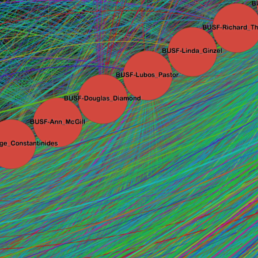 BUSF-Richard_Th
BUSF-Linda_Ginzel
BUSF-Lubos_Pastor
BUSF-Douglas_Diamond
BUSF-Ann_McGill
ge_Constantinides